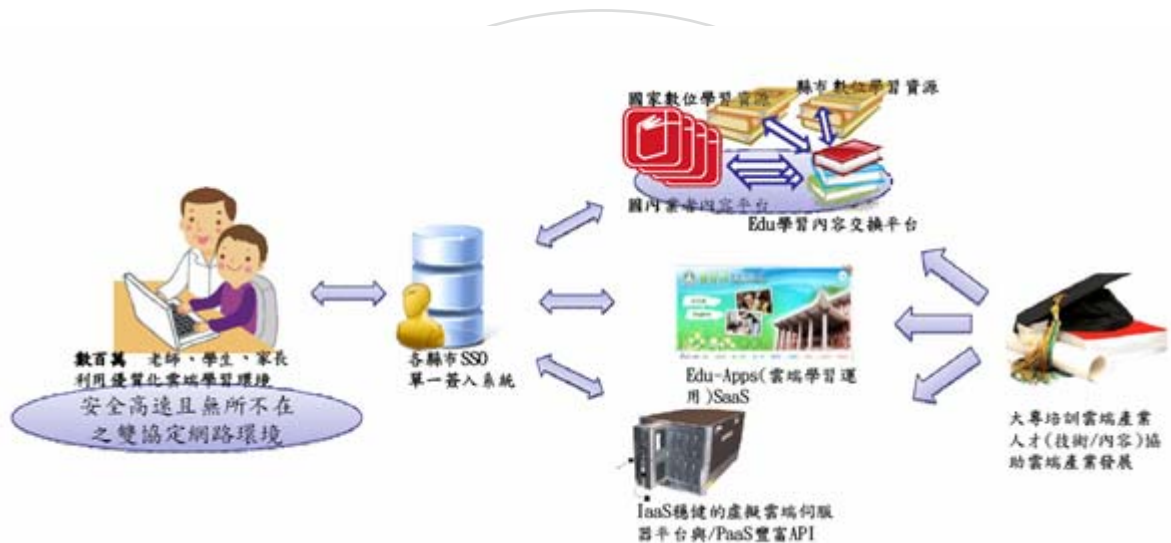 國家數位學習資源
縣市數位學習資源
國內業者內容平台
Edu學習內容交換平台
數百萬 老師、學生、家長
利用優質化雲端學習環境
安全高速且無所不在
之雙協定網路環境
各縣市SSO
單一簽入系統
Edu-Apps(雲端學習運
用)SaaS
IaaS穩健的虛擬雲端伺服
器平台與/PaaS豐富API
大專培訓雲端產業
人才(技術/內容)協
助雲端產業發展